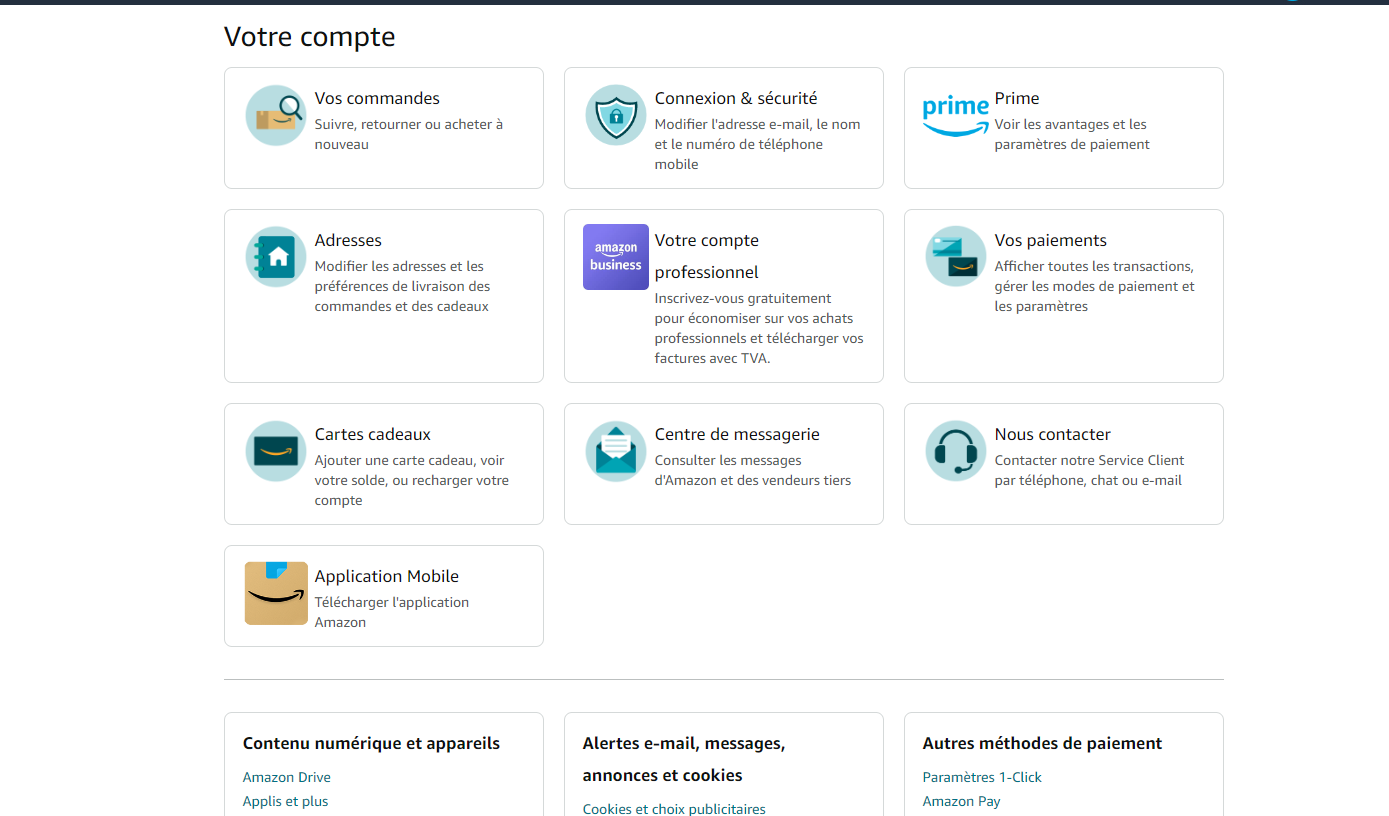 Votre compte
Vos commandes
Suivre, retourner ou acheter à
nouveau
Connexion & sécurité
Modifier l'adresse e-mail, le nom
et le numéro de téléphone
mobile
prime
Prime
Voir les avantages et les
paramètres de paiement
Adresses
Modifier les adresses et les
préférences de livraison des
commandes et des cadeaux
amazon
business
Votre compte
professionnel
Inscrivez-vous gratuitement
pour économiser sur vos achats
professionnels et télécharger vos
factures avec TVA.
Vos paiements
Afficher toutes les transactions,
gérer les modes de paiement et
les paramètres
Cartes cadeaux
Ajouter une carte cadeau, voir
votre solde, ou recharger votre
compte
Centre de messagerie
Consulter les messages
d'Amazon et des vendeurs tiers
Nous contacter
Contacter notre Service Client
par téléphone, chat ou e-mail
Application Mobile
Télécharger l'application
Amazon
Contenu numérique et appareils
Amazon Drive
Applis et plus
Alertes e-mail, messages,
annonces et cookies
Cookies et choix publicitaires
Autres méthodes de paiement
Paramètres 1-Click
Amazon Pay